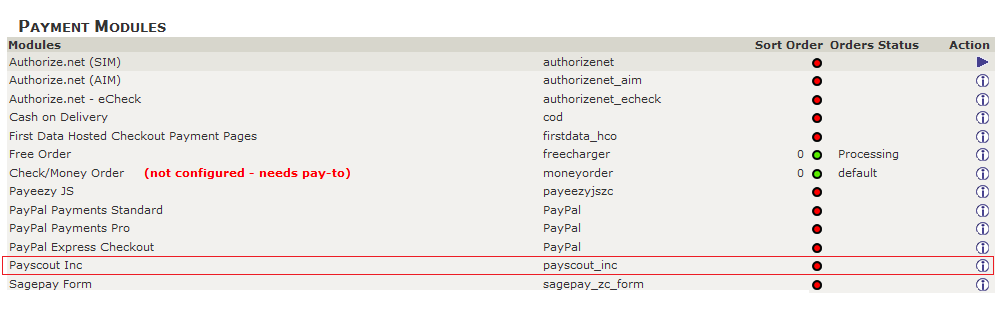 PAYMENT MODULES
Modules Sort Order Orders Status Action
Authorize.net (SIM) authorizenet
Authorize.net (AIM) authorizenet_aim
Authorize.net - eCheck authorizenet_echeck
Cash on Delivery cod
First Data Hosted Checkout Payment Pages firstdata_hco
Free Order freecharger 0 Processing
Check/Money Order (not configured - needs pay-to) moneyorder 0 default
Payeezy JS payeezyjszc
PayPal Payments Standard PayPal
PayPal Payments Pro PayPal
PayPal Express Checkout PayPal
Payscout Inc payscout_inc
Sagepay Form sagepay_zc_form